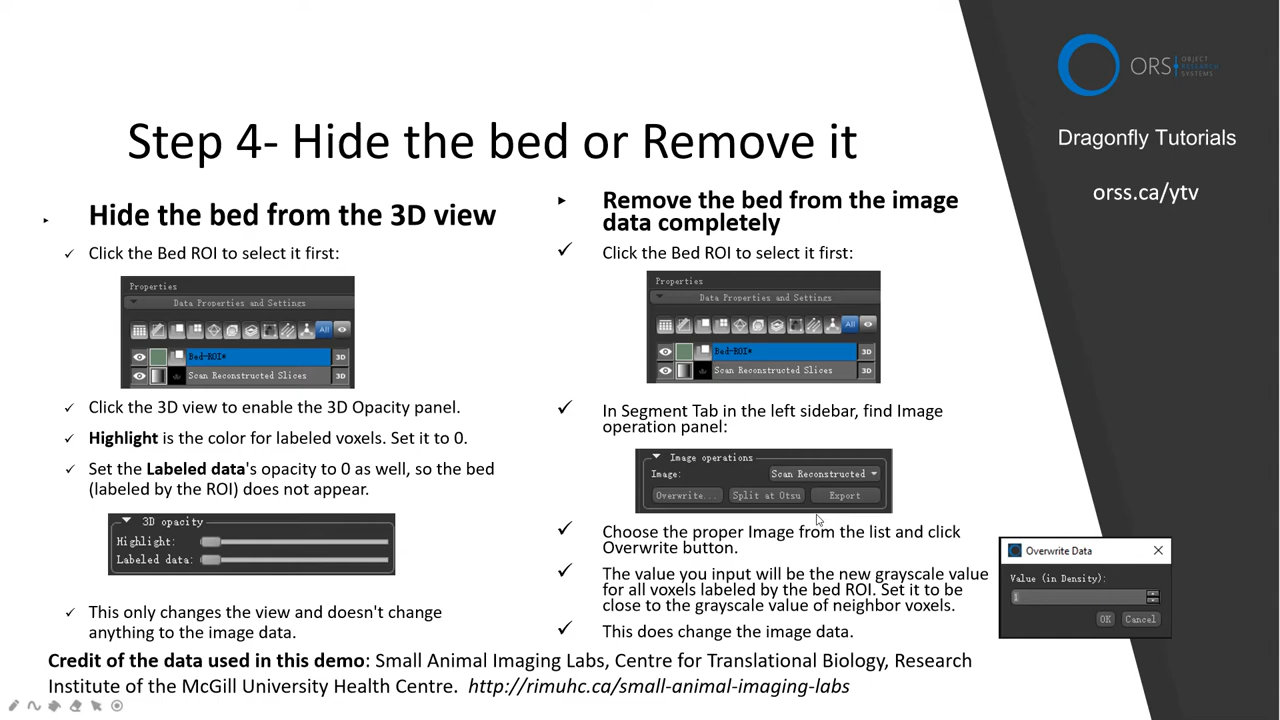 Step 4- Hide the bed or Remove it
Hide the bed from the 3D view
Click the Bed ROI to select it first:
Properties
Data Properties and Settings
All
Bed-ROI*
3D
Scan Reconstructed Slices
3D
Click the 3D view to enable the 3D Opacity panel.
Highlight is the color for labeled voxels. Set it to 0.
Set the Labeled data's opacity to 0 as well, so the bed
(labeled by the ROI) does not appear.
3D opacity
Highlight:
Labeled data:
This only changes the view and doesn't change
anything to the image data.
Remove the bed from the image
data completely
Click the Bed ROI to select it first:
Properties
Data Properties and Settings
All
Bed-ROI*
3D
Scan Reconstructed Slices
3D
In Segment Tab in the left sidebar, find Image
operation panel:
Image operations
Image:
Scan Reconstructed
Overwrite...
Split at Otsu
Export
Choose the proper Image from the list and click
Overwrite button.
The value you input will be the new grayscale value
for all voxels labeled by the bed ROI. Set it to be
close to the grayscale value of neighbor voxels.
This does change the image data.
Overwrite Data
Value (in Density):
1
OK
Cancel
Credit of the data used in this demo: Small Animal Imaging Labs, Centre for Translational Biology, Research
Institute of the McGill University Health Centre. http://rimuhc.ca/small-animal-imaging-labs
ORS
OBJECT
RESEARCH
SYSTEMS
Dragonfly Tutorials
orss.ca/ytv